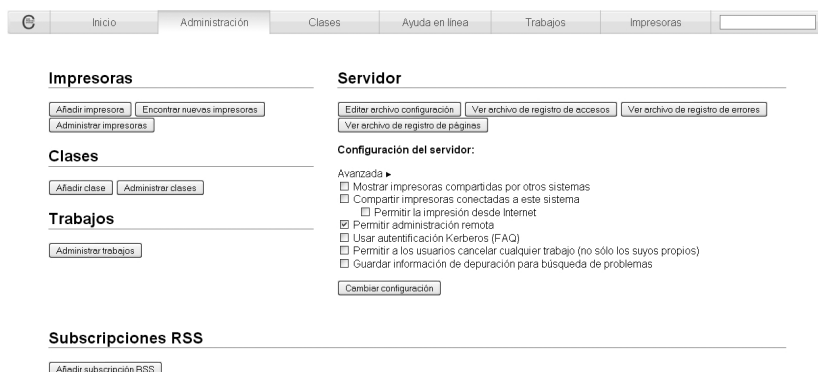 Inicio
Administración
Clases
Ayuda en línea
Trabajos
Impresoras
Impresoras
Añadir impresora
Encontrar nuevas impresoras
Administrar impresoras
Clases
Añadir clase
Administrar clases
Trabajos
Administrar trabajos
Servidor
Editar archivo configuración
Ver archivo de registro de accesos
Ver archivo de registro de errores
Ver archivo de registro de páginas
Configuración del servidor:
Avanzada ▸
Mostrar impresoras compartidas por otros sistemas
Compartir impresoras conectadas a este sistema
Permitir la impresión desde Internet
Permitir administración remota
Usar autentificación Kerberos (FAQ)
Permitir a los usuarios cancelar cualquier trabajo (no sólo los suyos propios)
Guardar información de depuración para búsqueda de problemas
Cambiar configuración
Subscripciones RSS
Añadir subscripción RSS